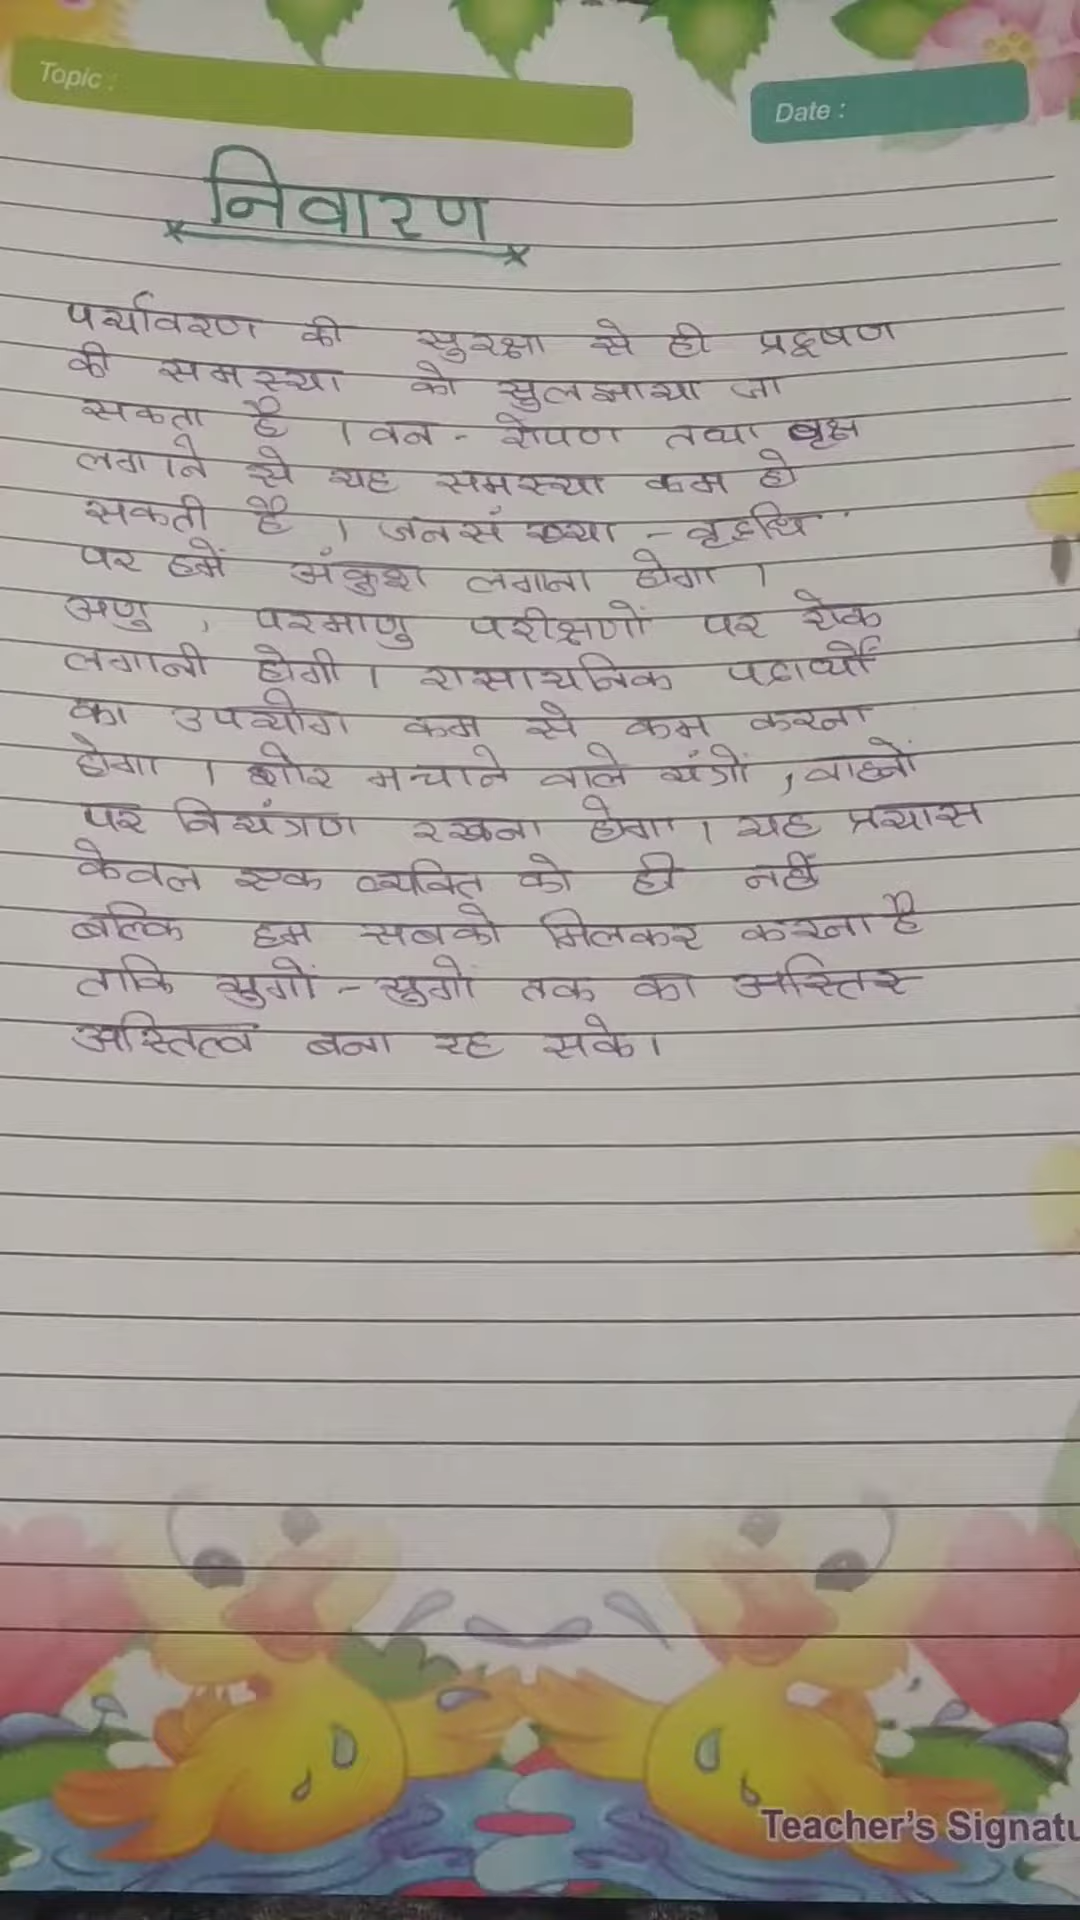 Topic :
Date :
निवारण
पर्यावरण की सुरक्षा से ही प्रदूषण
की समस्या को सुलझाया जा
सकता है । वन - रोपण तथा वृक्ष
लगाने से यह समस्या कम हो
सकती है । जनसंख्या - वृद्धि
पर हमें अंकुश लगाना होगा ।
अणु , परमाणु परीक्षणों पर रोक
लगानी होगी । रासायनिक पदार्थों
का उपयोग कम से कम करना
होगा । शोर मचाने वाले यंत्रों , वाहनों
पर नियंत्रण रखना होगा । यह प्रयास
केवल एक व्यक्ति को ही नहीं
बल्कि हम सबको मिलकर करना है
ताकि युगों - युगों तक का अस्तिर
अस्तित्व बना रह सके ।
Teacher's Signatu